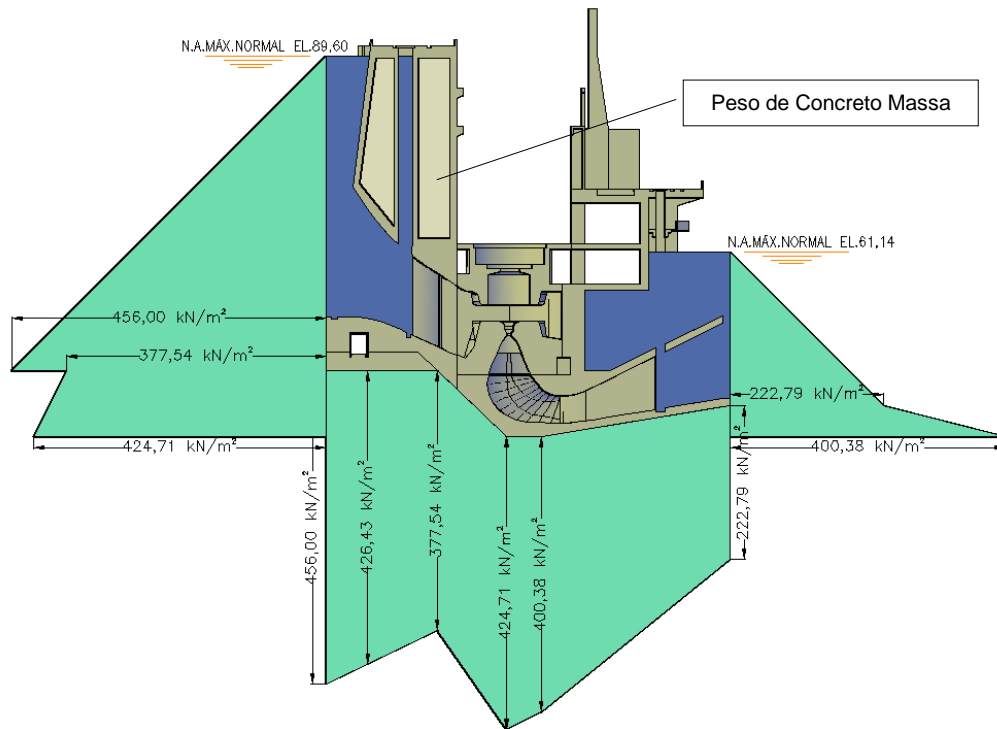 N.A.MÁX.NORMAL EL.89,60
Peso de Concreto Massa
N.A.MÁX.NORMAL EL.61,14
456,00 kN/m²
377,54 kN/m²
222,79 kN/m²
424,71 kN/m²
400,38 kN/m²
456,00 kN/m²
426,43 kN/m²
377,54 kN/m²
424,71 kN/m²
400,38 kN/m²
222,79 kN/m²